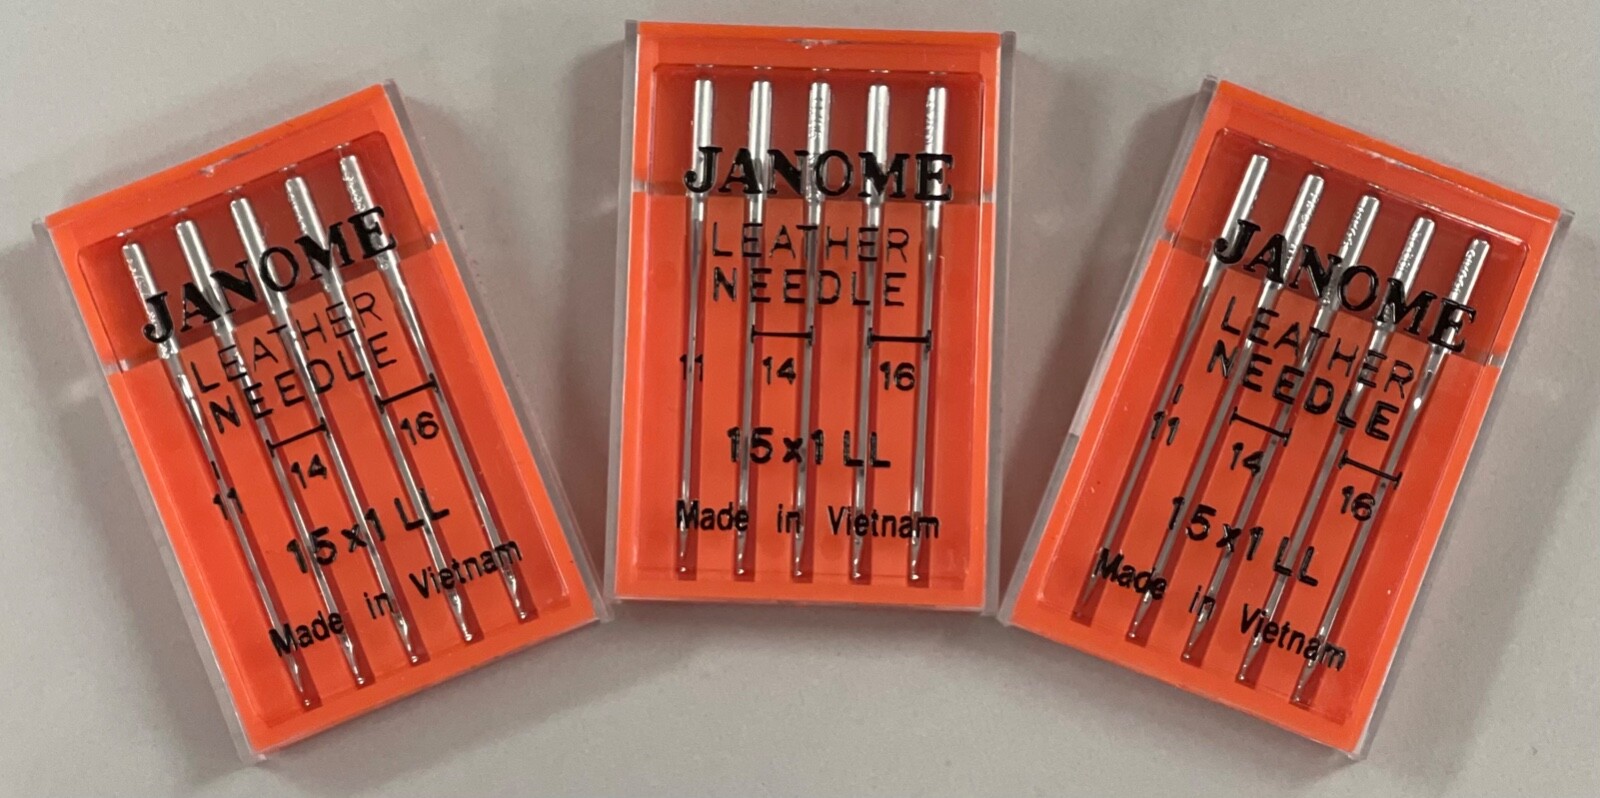 JANOME
LEATHER
NEEDLE
11 14 16
15x1 LL
Made in Vietnam
JANOME
LEATHER
NEEDLE
11 14 16
15x1 LL
Made in Vietnam
JANOME
LEATHER
NEEDLE
11 14 16
15x1 LL
Made in Vietnam